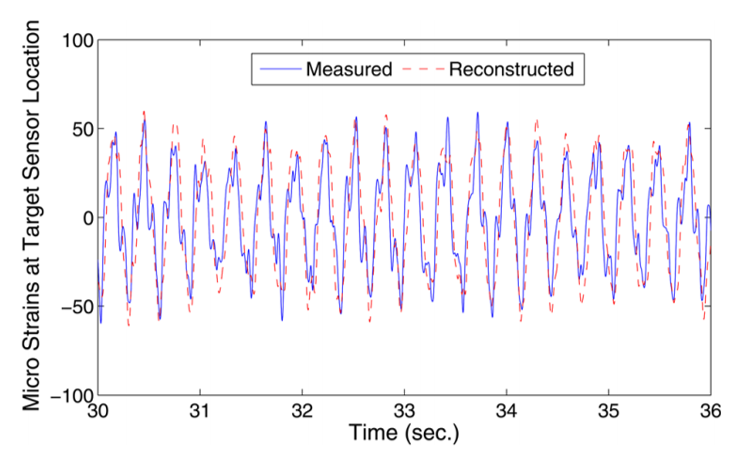 Micro Strains at Target Sensor Location
100
50
0
−50
−100
Measured
Reconstructed
30 31 32 33 34 35 36
Time (sec.)